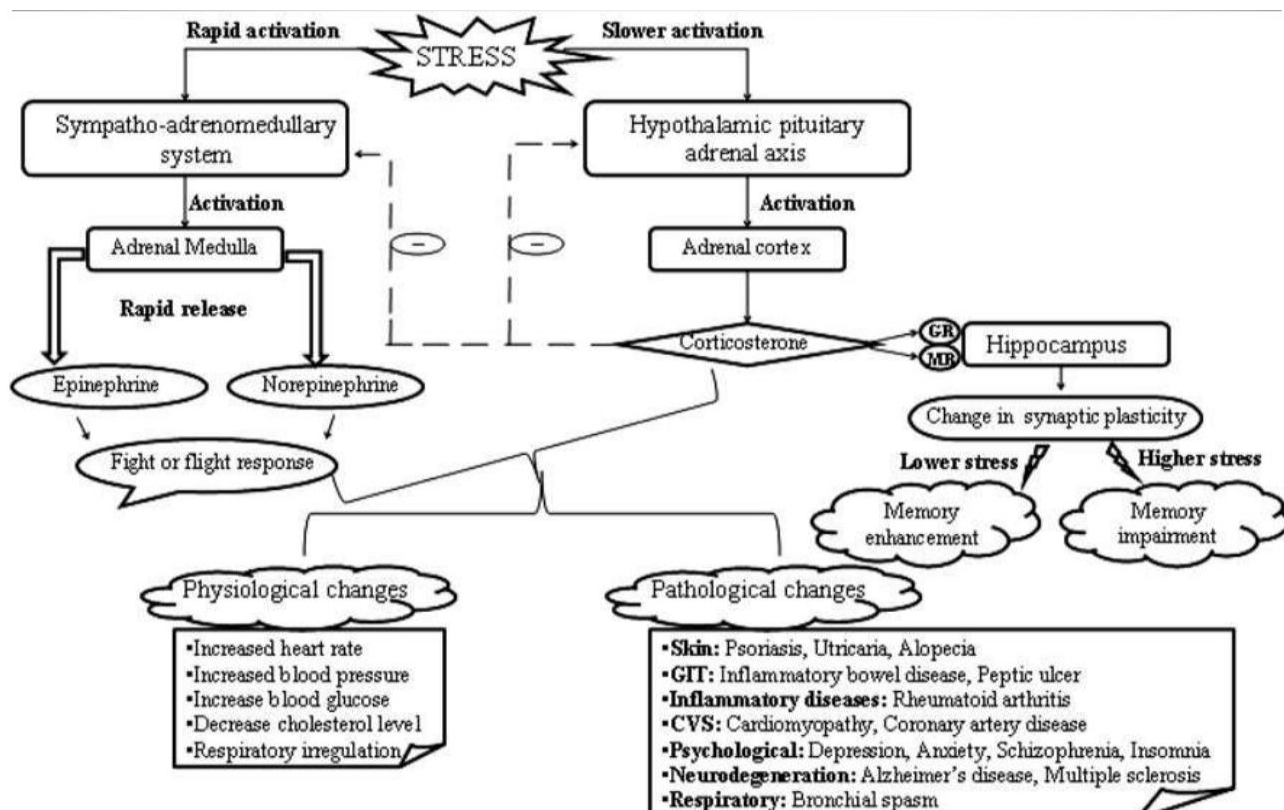 Rapid activation
STRESS
Slower activation
Sympatho-adrenomedullary
system
Hypothalamic pituitary
adrenal axis
Activation
Activation
Adrenal Medulla
–
–
Adrenal cortex
Rapid release
Corticosterone
GR
MR
Hippocampus
Epinephrine
Norepinephrine
Change in synaptic plasticity
Fight or flight response
Lower stress
Higher stress
Memory
enhancement
Memory
impairment
Physiological changes
▪Increased heart rate
▪Increased blood pressure
▪Increase blood glucose
▪Decrease cholesterol level
▪Respiratory irregulation
Pathological changes
▪Skin: Psoriasis, Utricaria, Alopecia
▪GIT: Inflammatory bowel disease, Peptic ulcer
▪Inflammatory diseases: Rheumatoid arthritis
▪CVS: Cardiomyopathy, Coronary artery disease
▪Psychological: Depression, Anxiety, Schizophrenia, Insomnia
▪Neurodegeneration: Alzheimer's disease, Multiple sclerosis
▪Respiratory: Bronchial spasm